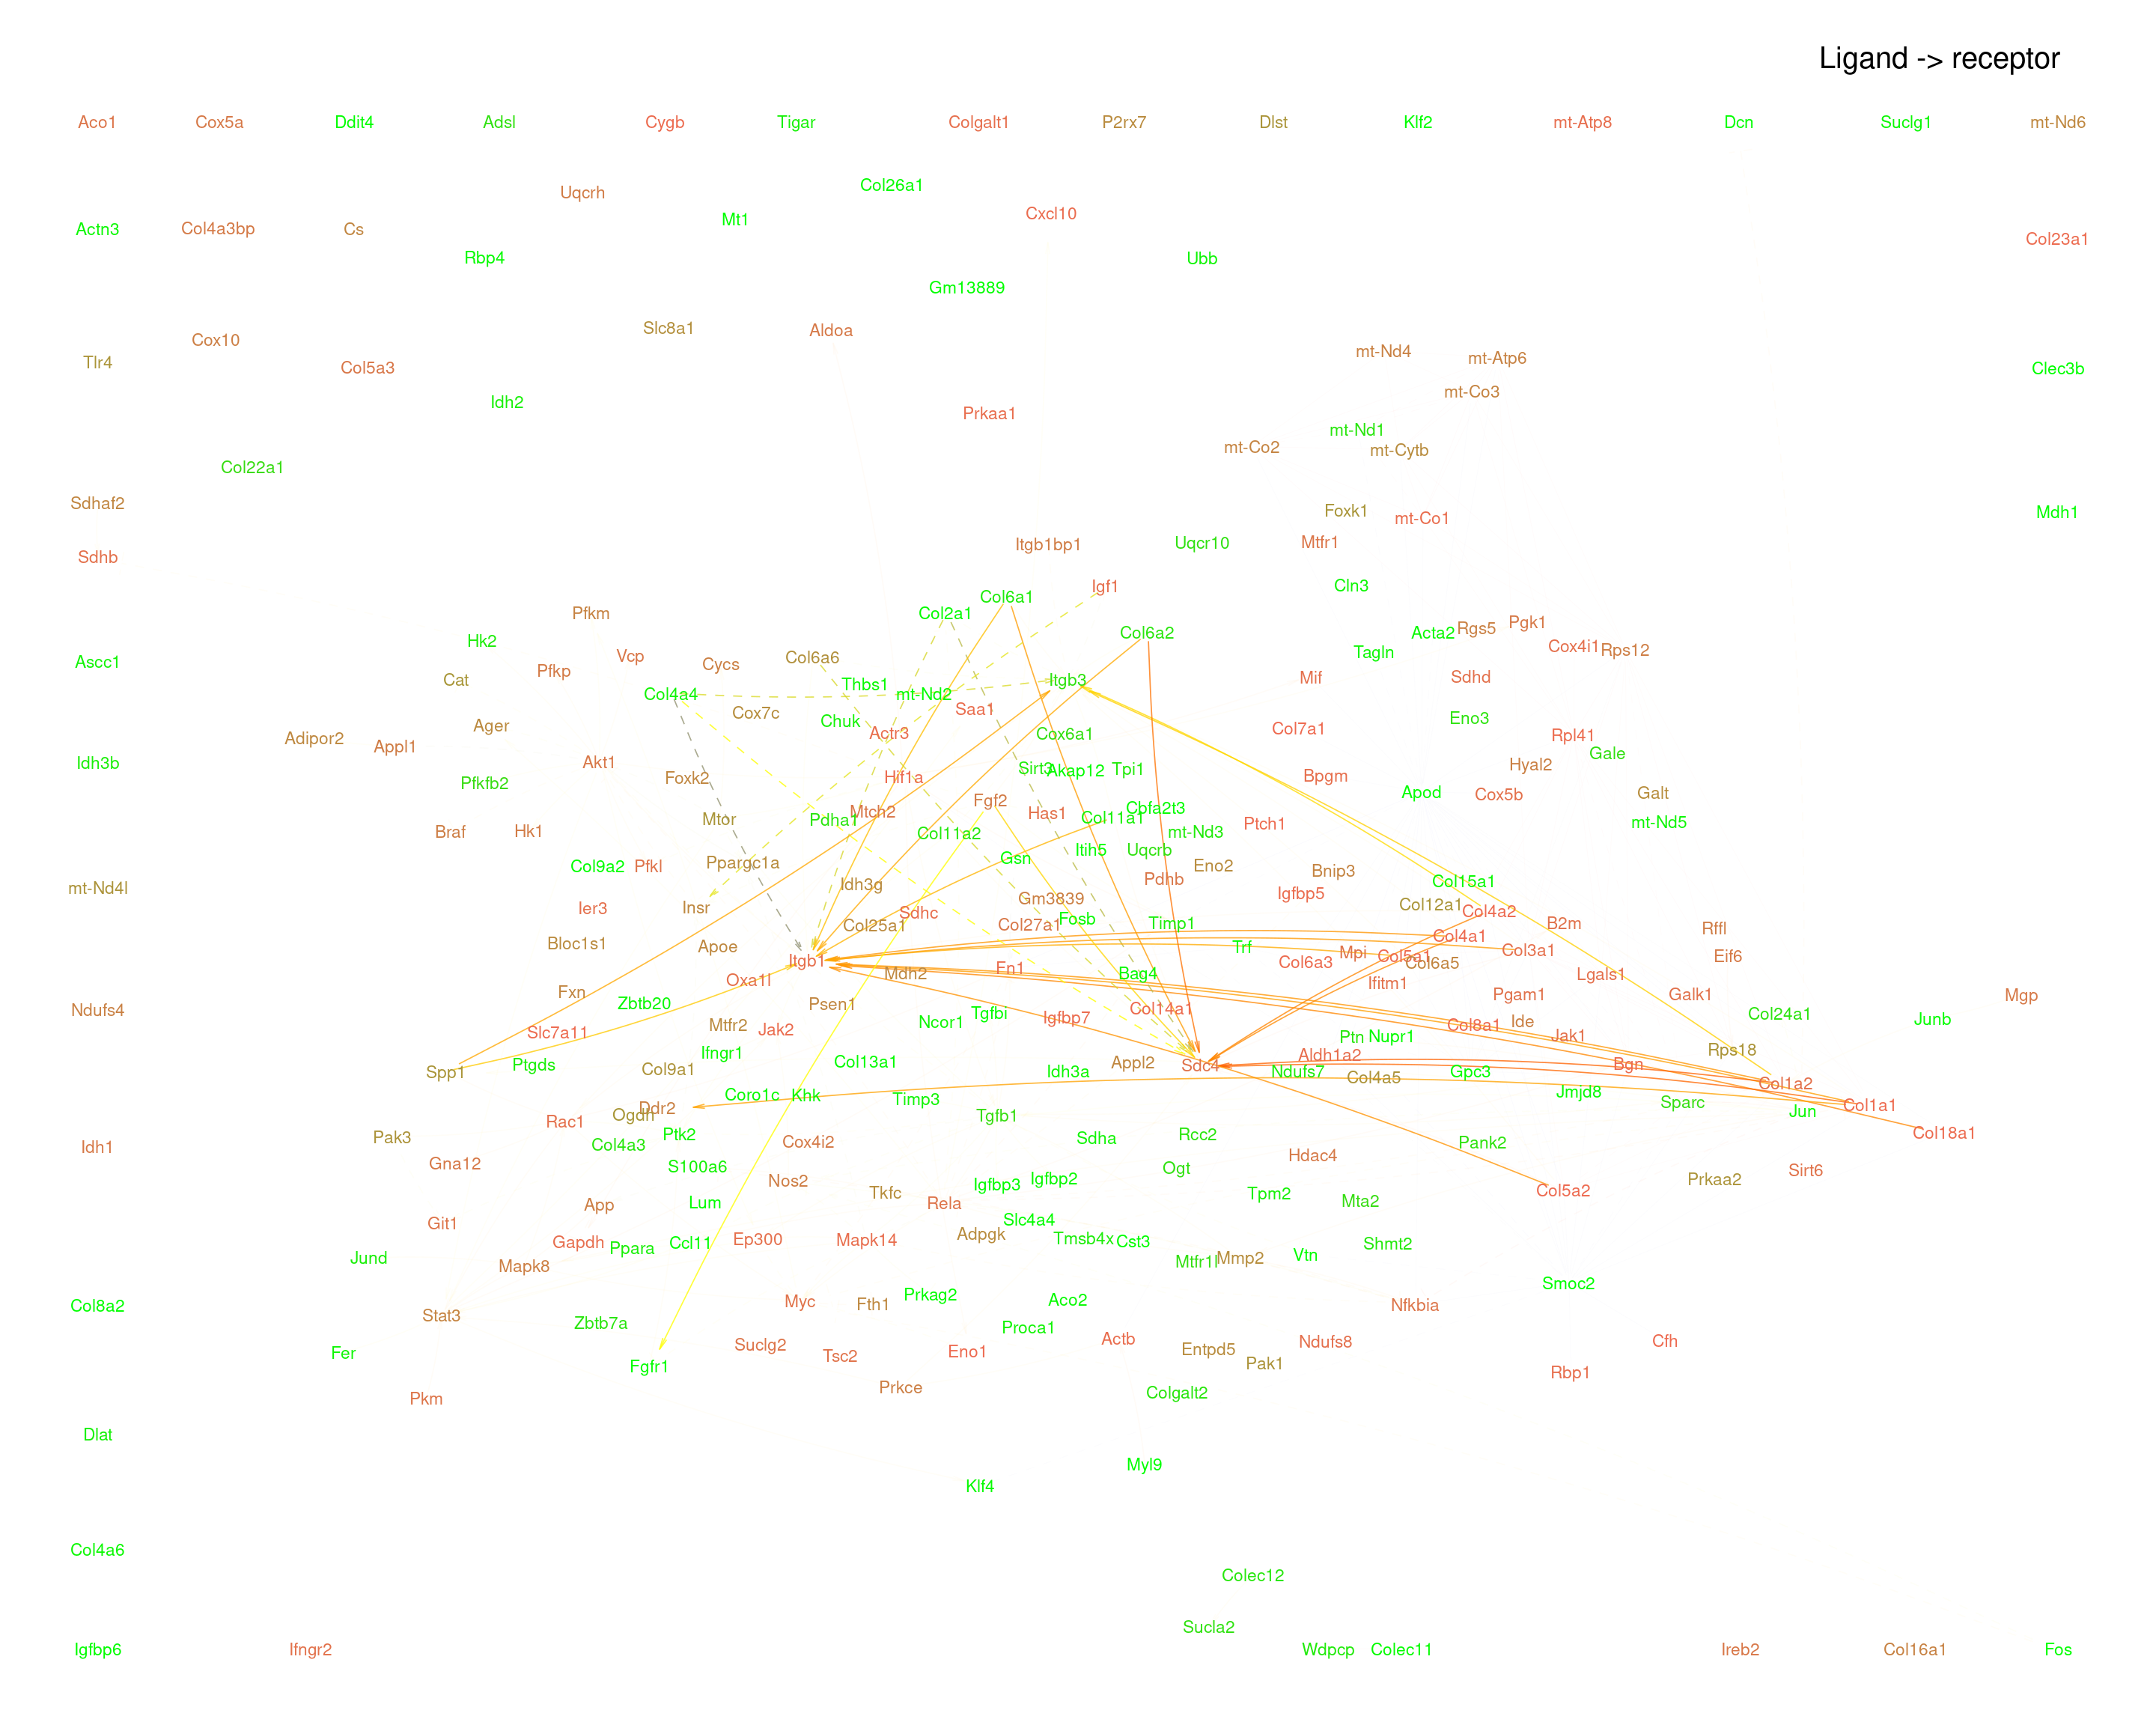 Ligand -> receptor
Aco1 Cox5a Ddit4 Adsl Cygb Tigar Colgalt1 P2rx7 Dlst Klf2 mt-Atp8 Dcn Suclg1 mt-Nd6
Col26a1
Uqcrh
Cxcl10
Mt1
Actn3 Col4a3bp Cs
Col23a1
Rbp4 Ubb
Gm13889
Slc8a1 Aldoa
Cox10
mt-Nd4
mt-Atp6
Tlr4
Col5a3 Clec3b
mt-Co3
Idh2
Prkaa1
mt-Nd1
mt-Co2 mt-Cytb
Col22a1
Sdhaf2
Foxk1 Mdh1
mt-Co1
Itgb1bp1 Uqcr10 Mtfr1
Sdhb
Igf1 Cln3
Col6a1
Pfkm Col2a1
Pgk1
Rgs5
Col6a2 Acta2
Hk2
Cox4i1 Rps12
Tagln
Ascc1 Vcp Col6a6
Cycs
Pfkp
Cat Itgb3 Mif Sdhd
Thbs1
Col4a4 mt-Nd2
Saa1
Cox7c
Chuk Eno3
Ager Col7a1
Actr3 Cox6a1 Rpl41
Adipor2 Appl1
Gale
Idh3b Akt1 Hyal2
Sirt3 Akap12 Tpi1
Foxk2 Hif1a Bpgm
Pfkfb2
Apod Cox5b Galt
Fgf2
Cbfa2t3
Mtch2 Has1
Mtor Pdha1 Col11a1 Ptch1 mt-Nd5
Braf Hk1 Col11a2 mt-Nd3
Itih5 Uqcrb
Gsn
Col9a2 Pfkl Ppargc1a Eno2
Bnip3
Pdhb Col15a1
mt-Nd4l Idh3g
Igfbp5
Gm3839
Ier3 Insr Sdhc Col12a1 Col4a2
Fosb Timp1 B2m
Col25a1 Col27a1 Rffl
Col4a1
Bloc1s1 Apoe Trf
Mpi Col3a1
Col5a1 Eif6
Itgb1 Col6a3 Col6a5
Fn1
Mdh2 Bag4 Lgals1
Oxa1l Ifitm1
Fxn Pgam1 Galk1 Mgp
Zbtb20 Psen1
Ndufs4 Col14a1
Tgfbi Col24a1
Igfbp7 Junb
Mtfr2 Jak2 Ncor1 Col8a1 Ide
Slc7a11 Ptn Nupr1 Jak1
Ifngr1 Rps18
Aldh1a2
Ptgds Col13a1 Appl2 Sdc4 Bgn
Spp1 Col9a1 Idh3a Ndufs7 Gpc3
Col4a5
Col1a2
Coro1c Khk Jmjd8
Timp3 Sparc
Ddr2 Col1a1
Ogdh Tgfb1 Jun
Rac1
Pak3 Ptk2 Sdha Rcc2 Col18a1
Idh1 Col4a3 Cox4i2 Pank2
Gna12 S100a6 Ogt Hdac4
Sirt6
Nos2 Igfbp3 Igfbp2 Prkaa2
Tkfc Tpm2 Col5a2
App Lum Rela Mta2
Git1 Slc4a4
Gapdh Ppara Ccl11 Ep300 Mapk14 Adpgk Tmsb4x Cst3 Shmt2
Jund Mapk8 Mtfr1l Mmp2 Vtn
Smoc2
Col8a2 Stat3 Myc Fth1 Prkag2 Aco2 Nfkbia
Zbtb7a Proca1
Suclg2 Actb Ndufs8 Cfh
Fer Tsc2 Eno1 Entpd5
Fgfr1 Pak1
Rbp1
Pkm Prkce Colgalt2
Dlat
Myl9
Klf4
Col4a6
Colec12
Sucla2
Igfbp6 Ifngr2 Wdpcp Colec11 Ireb2 Col16a1 Fos